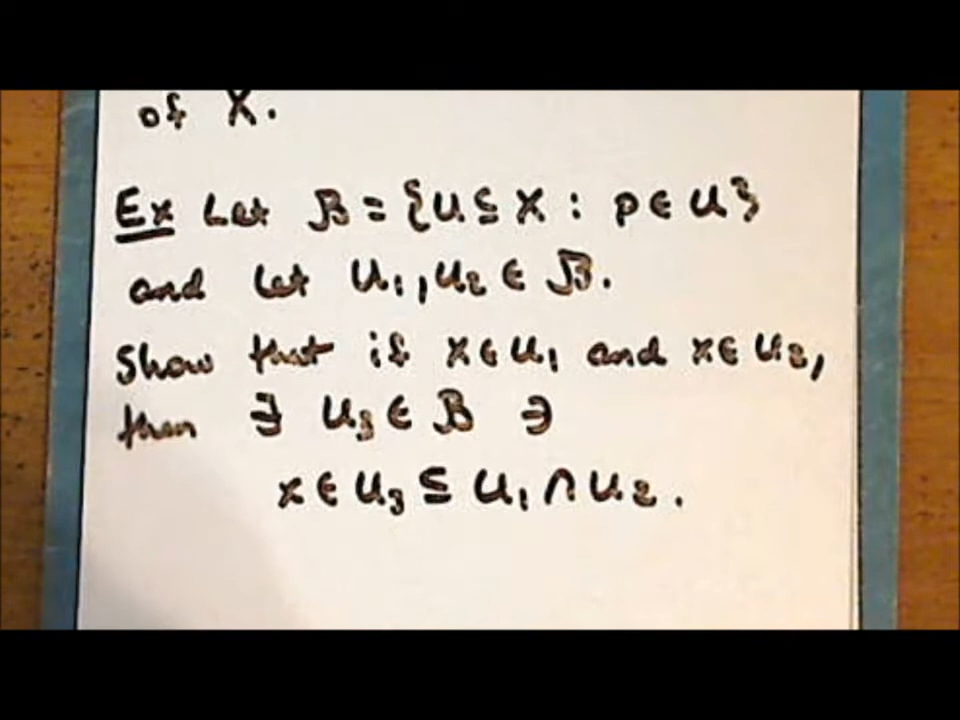 of X.
Ex Let ℬ = {U ⊆ X : p ∈ U}
and let U₁, U₂ ∈ ℬ.
Show that if x ∈ U₁ and x ∈ U₂,
then ∃ U₃ ∈ ℬ ∋
x ∈ U₃ ⊆ U₁ ∩ U₂.